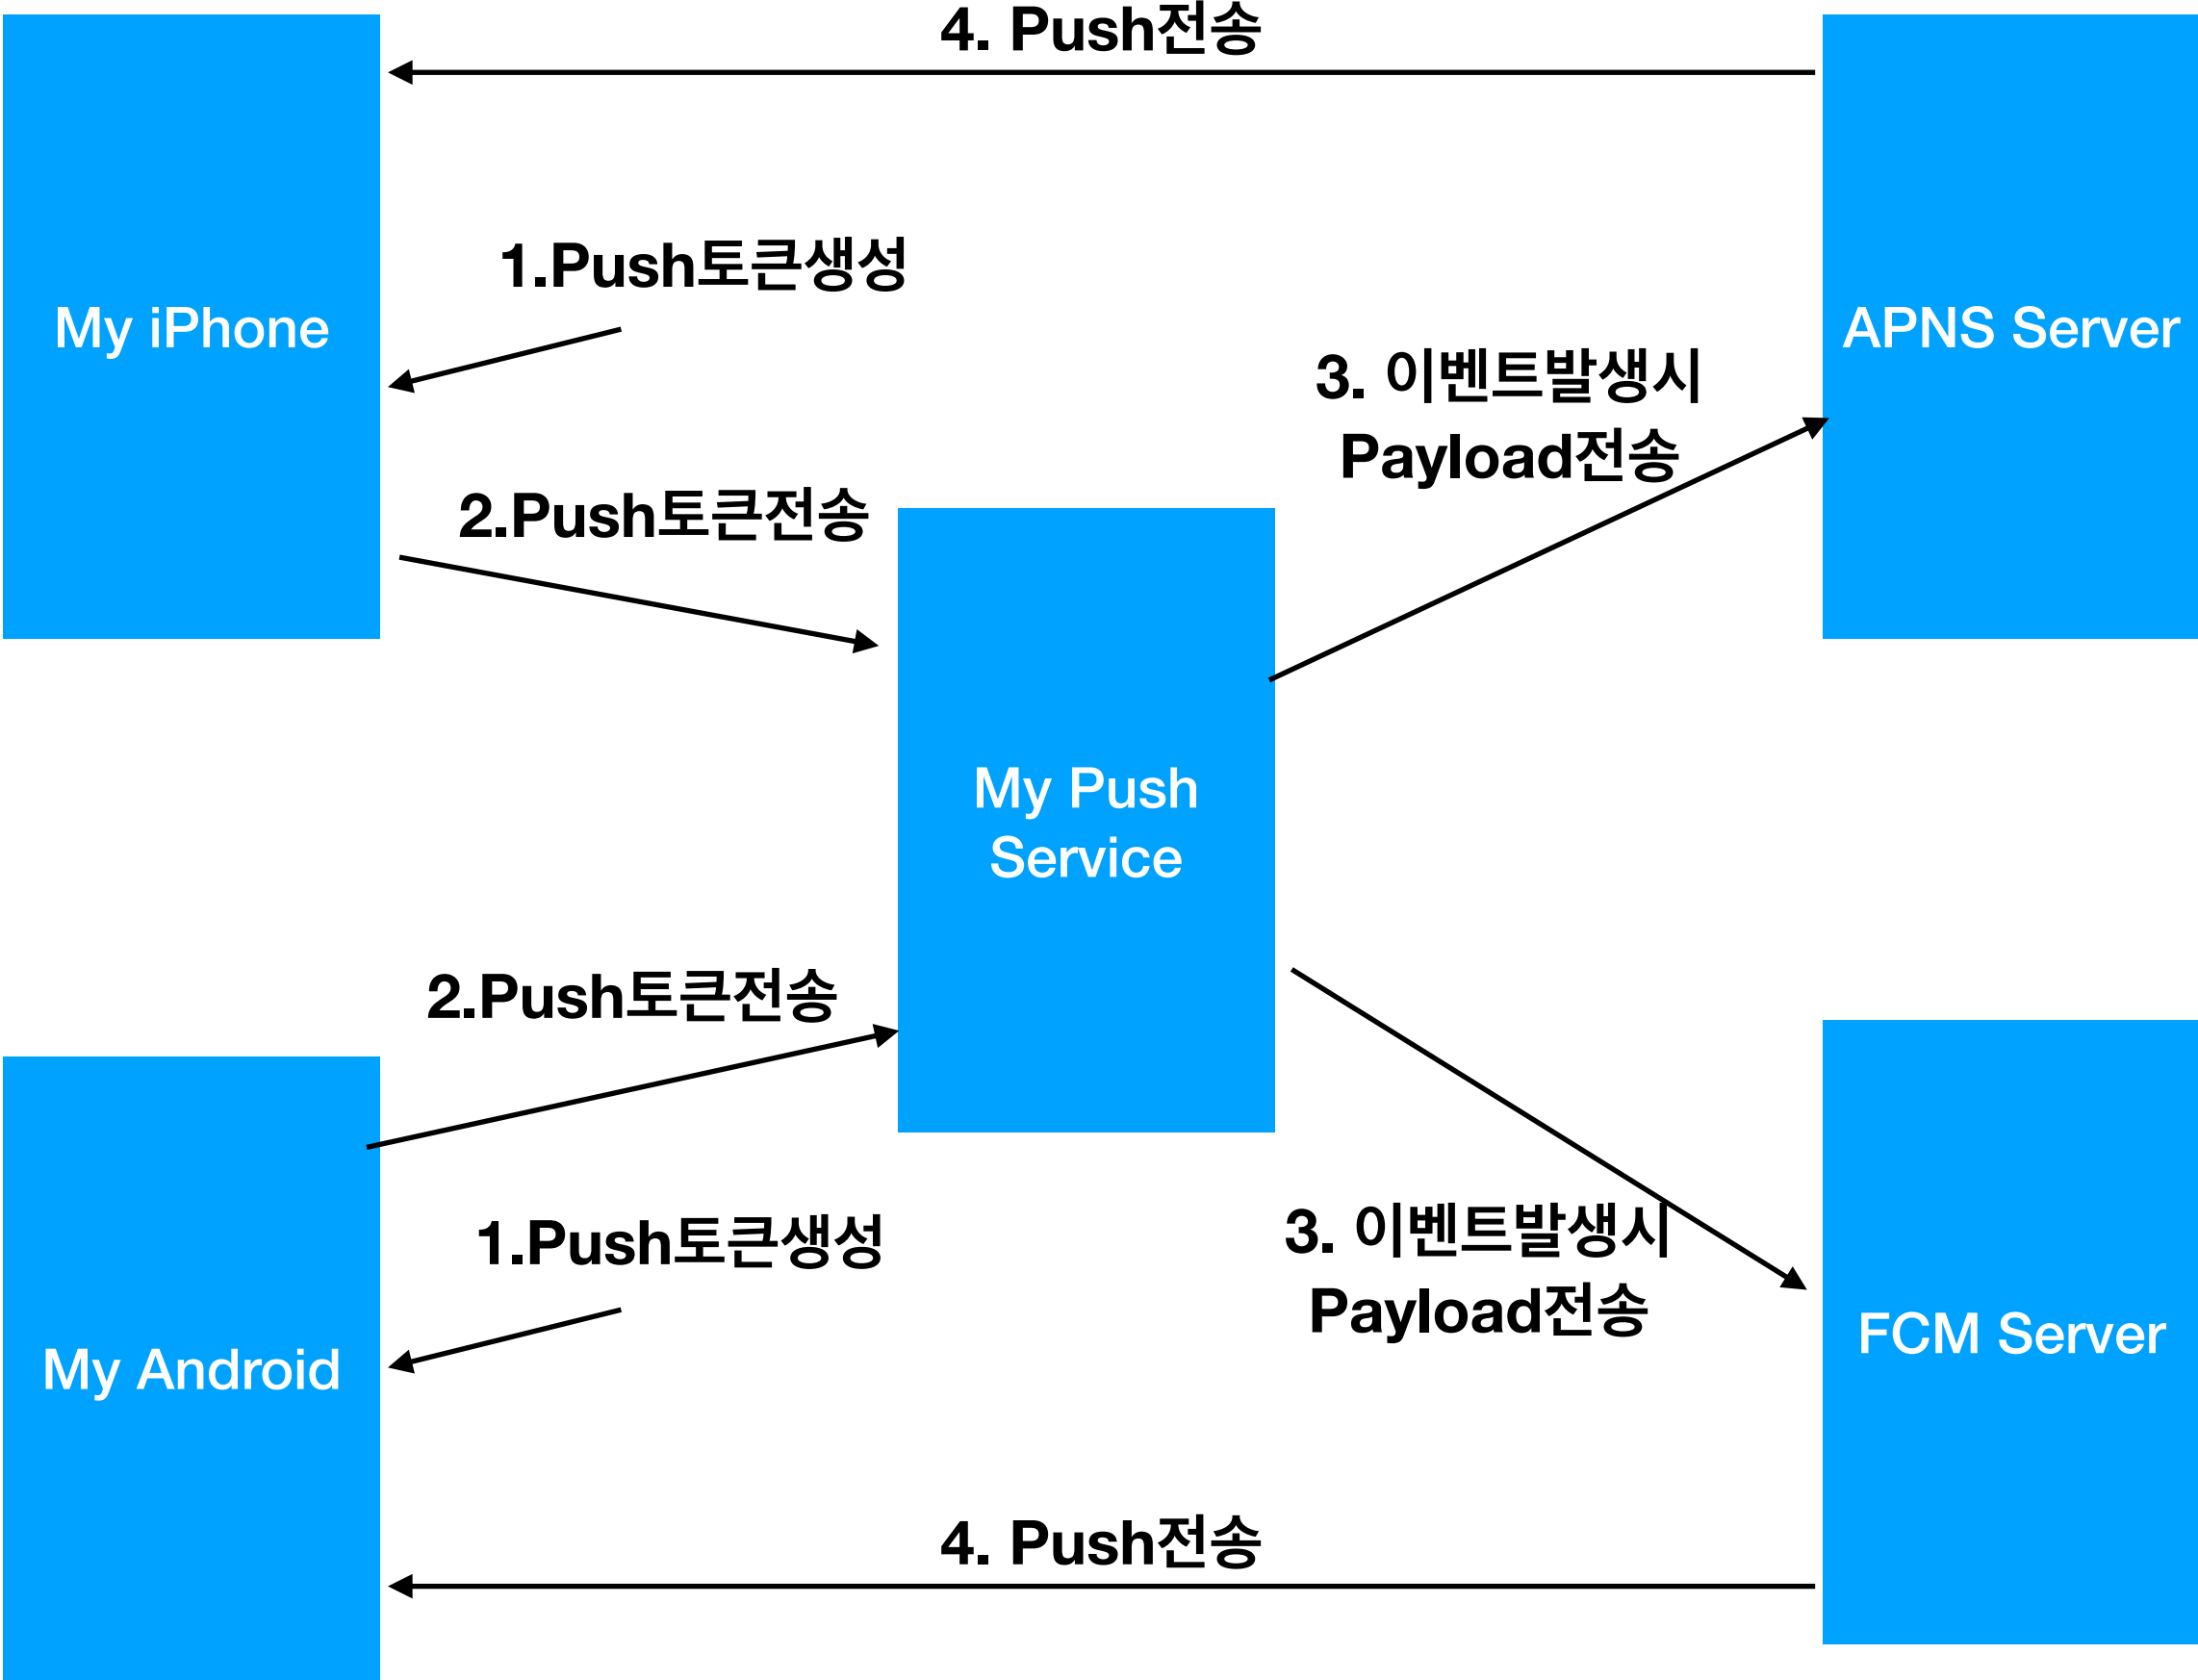 4. Push전송
1.Push토큰생성
My iPhone
APNS Server
3. 이벤트발생시
Payload전송
2.Push토큰전송
My Push
Service
2.Push토큰전송
1.Push토큰생성
3. 이벤트발생시
Payload전송
FCM Server
My Android
4. Push전송